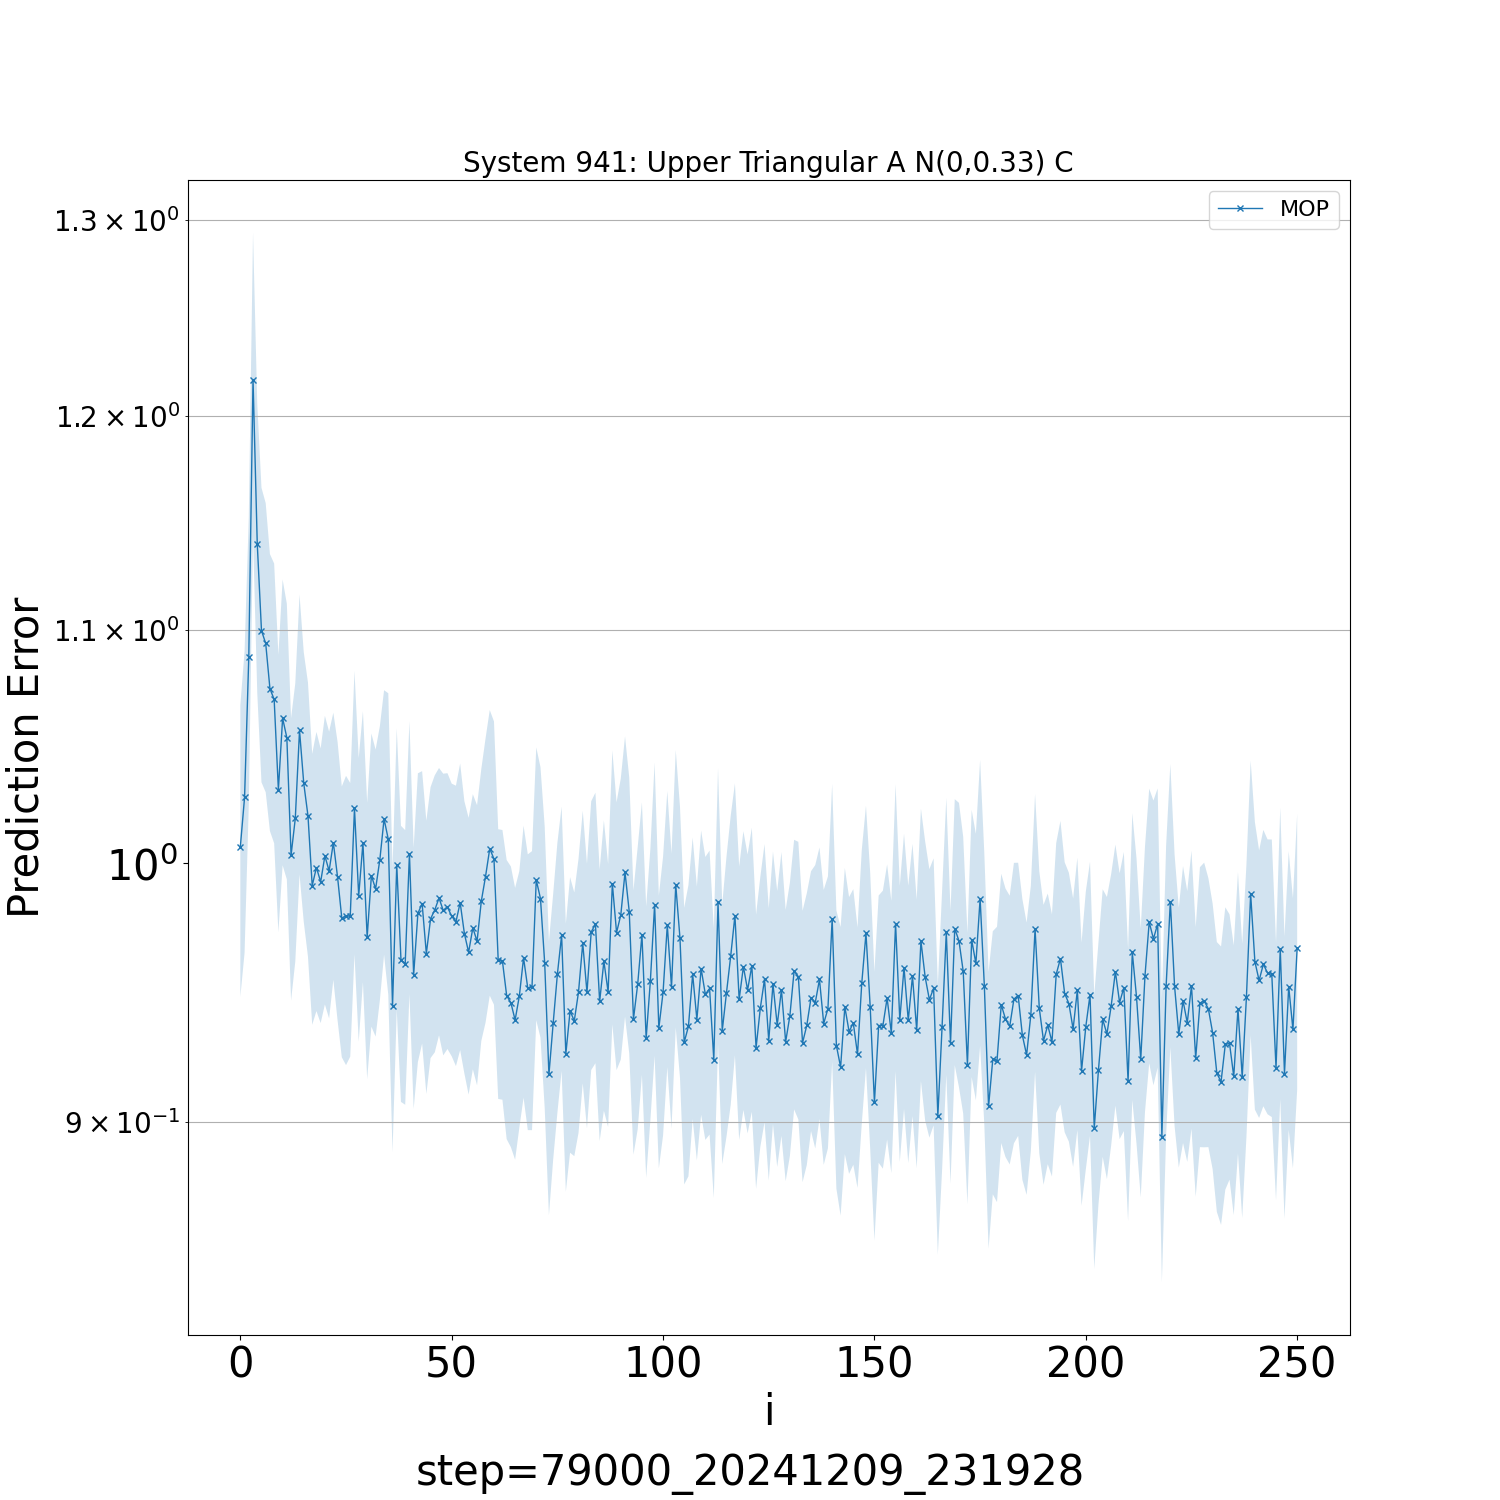 System 941: Upper Triangular A N(0,0.33) C
MOP
1.3 × 10⁰
1.2 × 10⁰
1.1 × 10⁰
10⁰
9 × 10⁻¹
Prediction Error
0 50 100 150 200 250
i
step=79000_20241209_231928